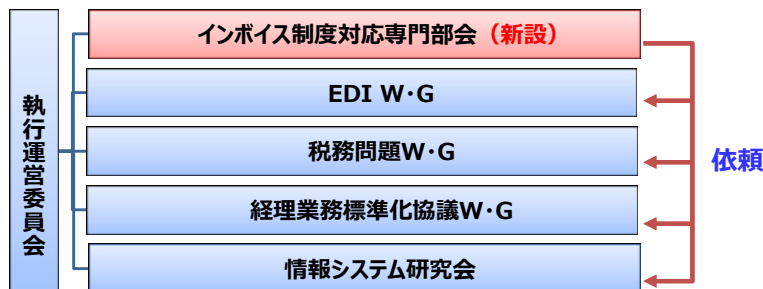 執行運営委員会
インボイス制度対応専門部会（新設）
EDI W・G
税務問題W・G
経理業務標準化協議W・G
情報システム研究会
依頼